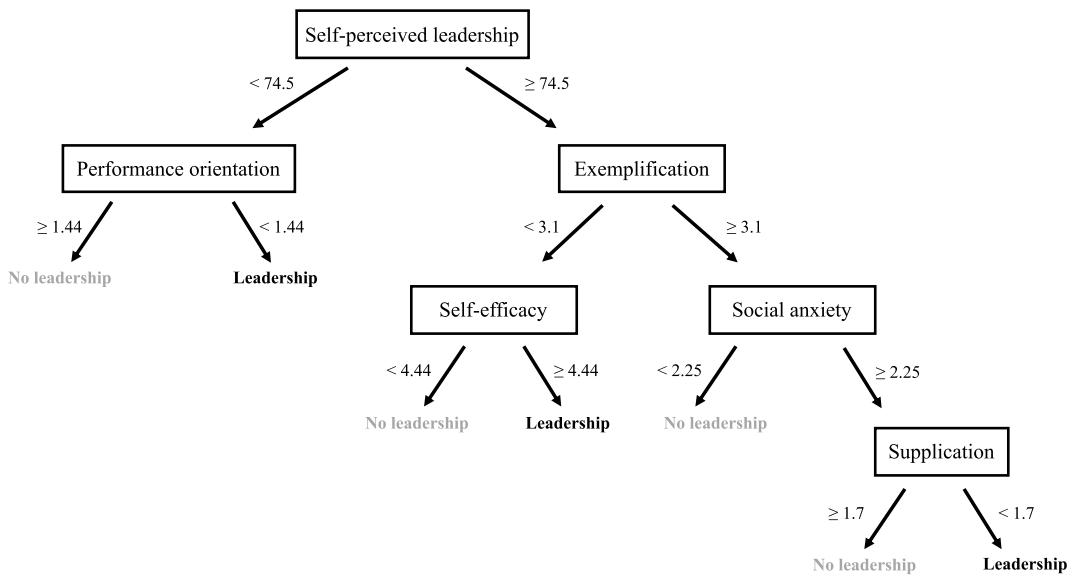 Self-perceived leadership
< 74.5
≥ 74.5
Performance orientation
Exemplification
≥ 1.44
< 1.44
< 3.1
≥ 3.1
No leadership
Leadership
Self-efficacy
Social anxiety
< 4.44
≥ 4.44
< 2.25
≥ 2.25
No leadership
Leadership
No leadership
Supplication
≥ 1.7
< 1.7
No leadership
Leadership